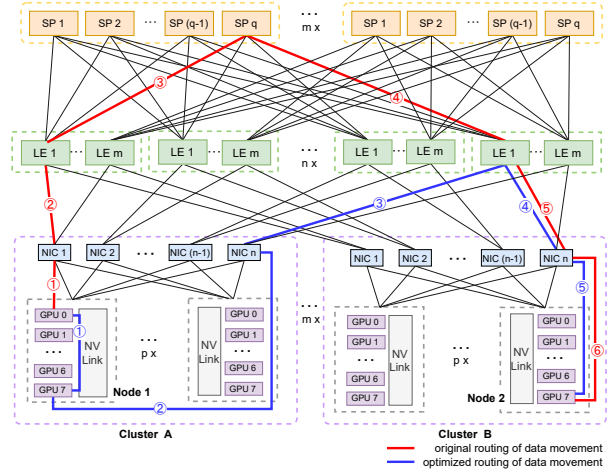 SP 1 SP 2 ··· SP (q-1) SP q ··· SP 1 SP 2 ··· SP (q-1) SP q
m x
③ ④
LE 1 ··· LE m LE 1 ··· LE m ··· LE 1 ··· LE m LE 1 ··· LE m
n x
② ③ ④ ⑤
NIC 1 NIC 2 ··· NIC (n-1) NIC n NIC 1 NIC 2 ··· NIC (n-1) NIC n
① ⑤
GPU 0 GPU 0 ··· GPU 0 GPU 0
m x
GPU 1 ① GPU 1 GPU 1 GPU 1
··· NV Link ··· NV Link ··· NV Link ··· NV Link
··· p x ··· p x
GPU 6 GPU 6 GPU 6 GPU 6 ⑥
GPU 7 GPU 7 GPU 7 GPU 7
Node 1 Node 2
②
Cluster A Cluster B
original routing of data movement
optimized routing of data movement